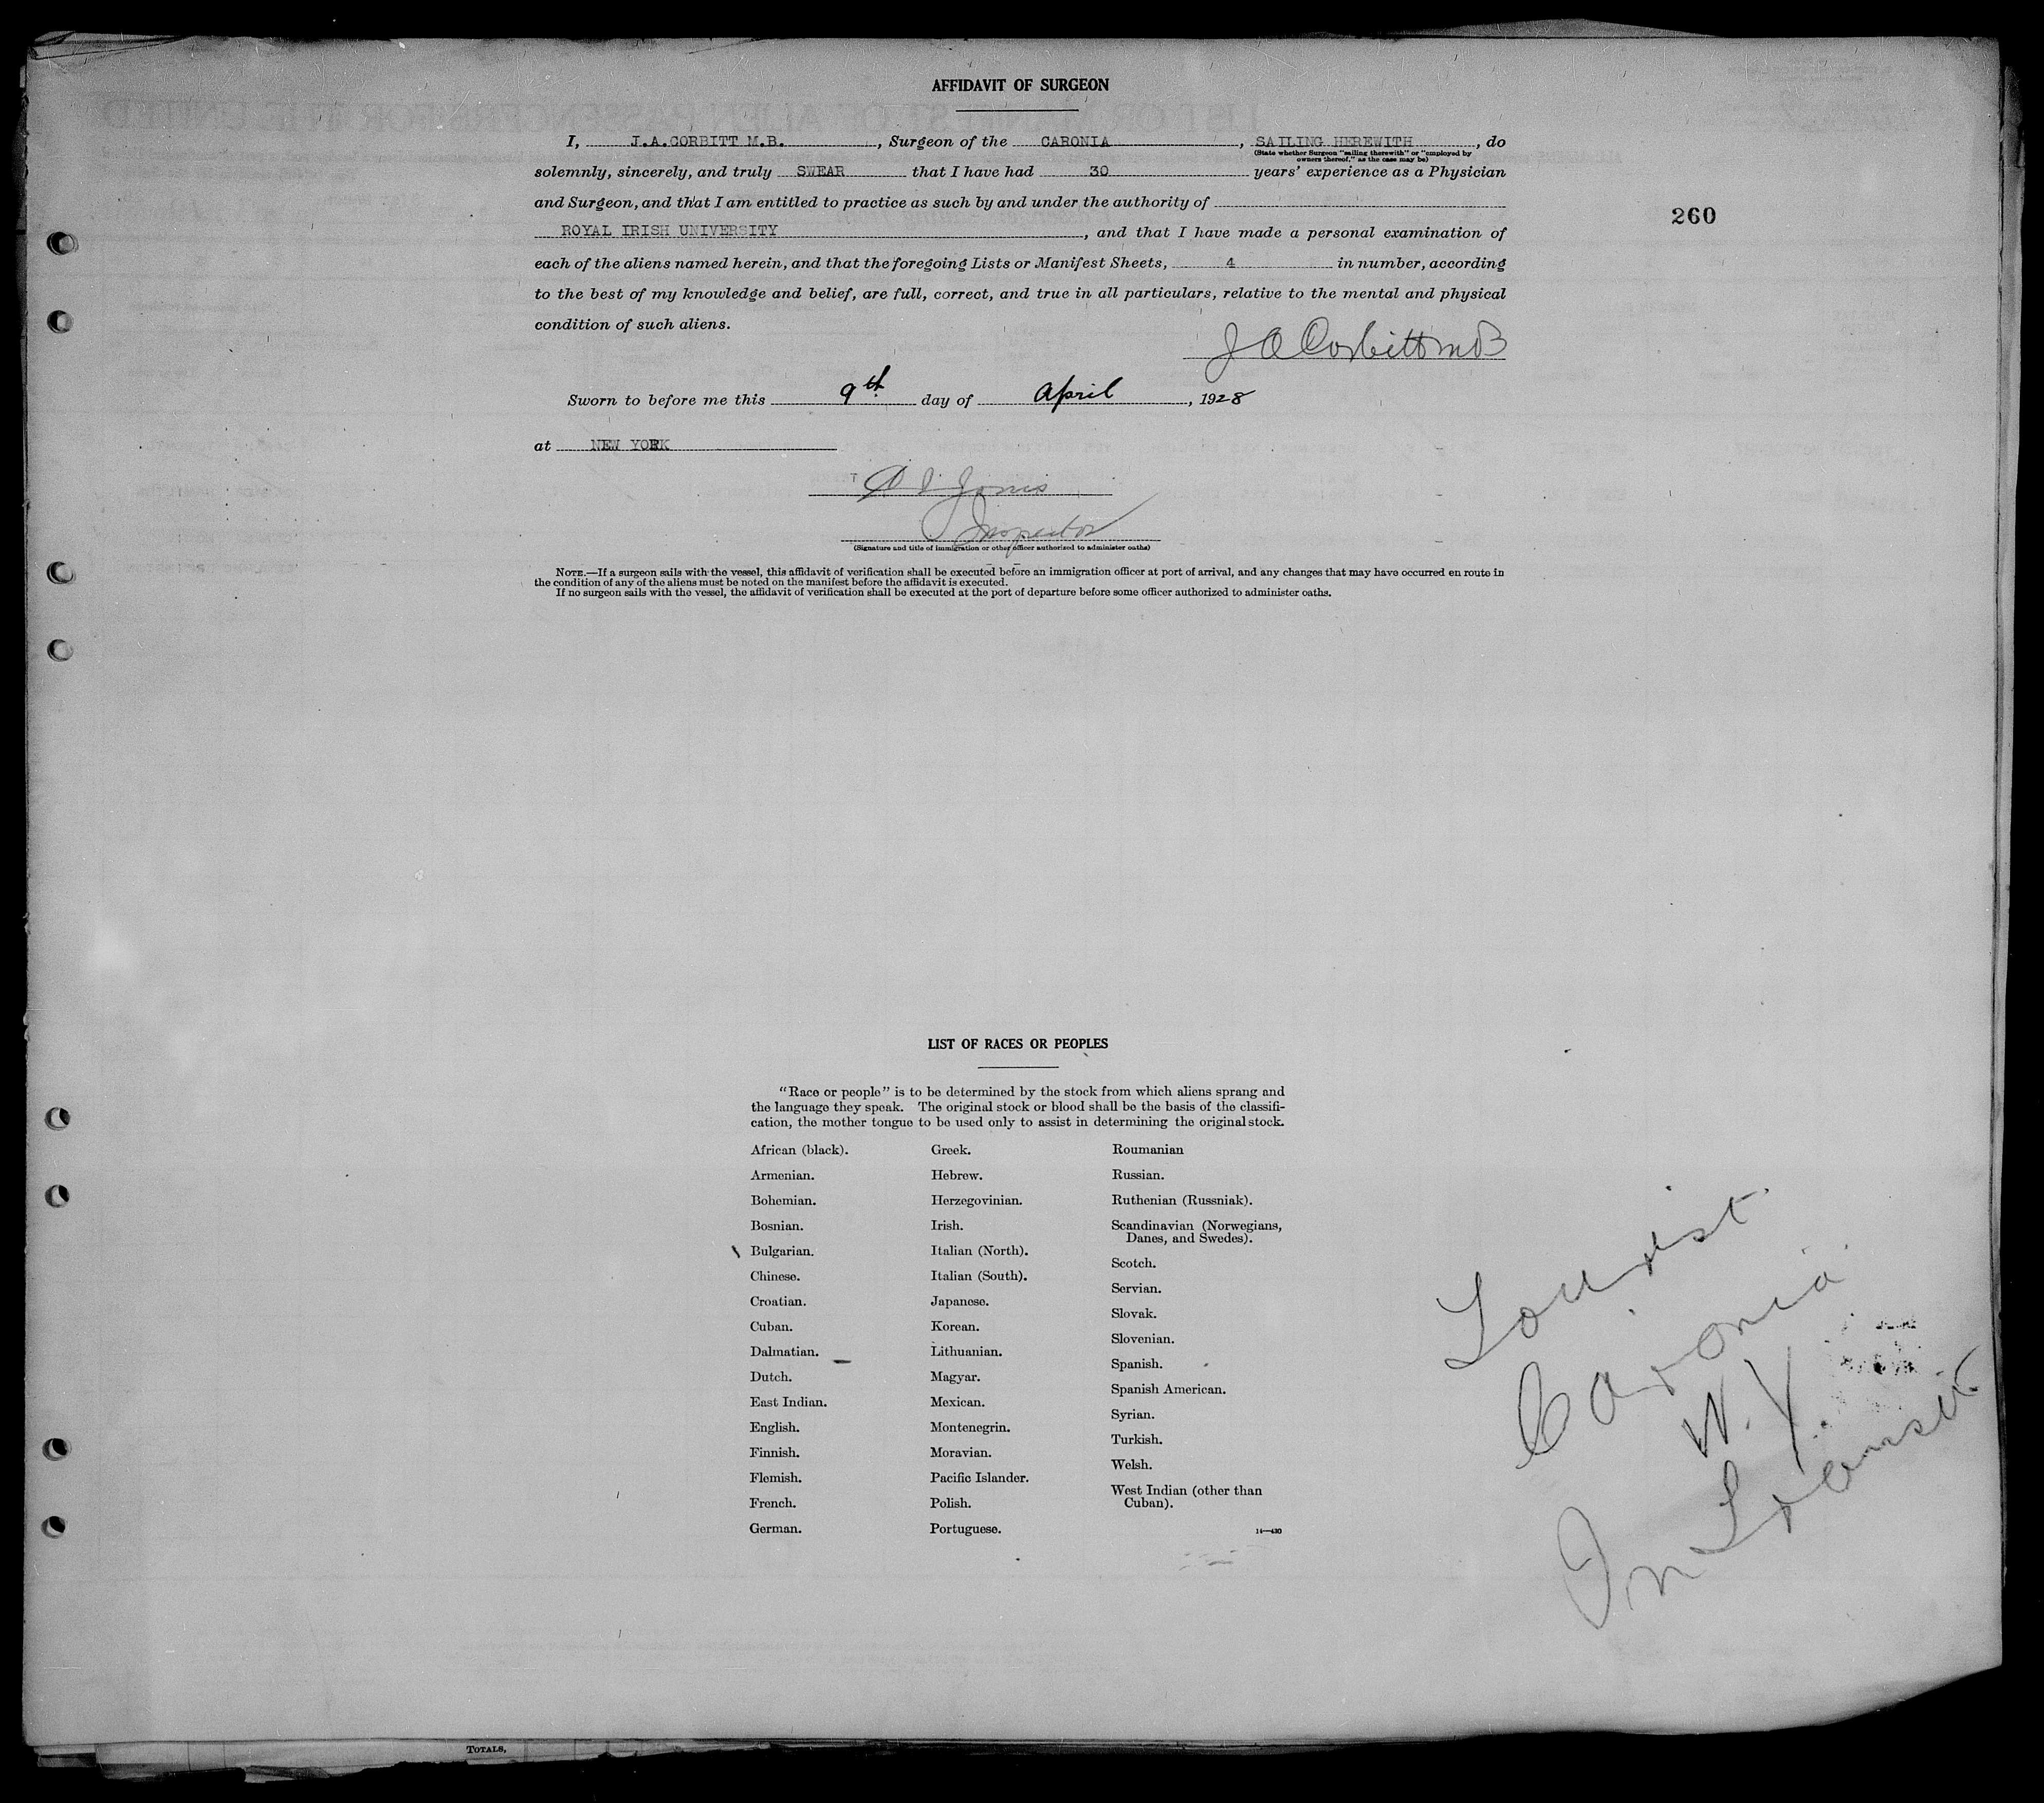 AFFIDAVIT OF SURGEON
I, J.A.CORBITT M.B., Surgeon of the CARONIA, SAILING HEREWITH, do
(State whether Surgeon "sailing therewith" or "employed by
owners thereof," as the case may be)
solemnly, sincerely, and truly SWEAR that I have had 30 years' experience as a Physician
and Surgeon, and that I am entitled to practice as such by and under the authority of
ROYAL IRISH UNIVERSITY, and that I have made a personal examination of
260
each of the aliens named herein, and that the foregoing Lists or Manifest Sheets, 4 in number, according
to the best of my knowledge and belief, are full, correct, and true in all particulars, relative to the mental and physical
condition of such aliens.
J A Corbitt MB
Sworn to before me this 9th day of April, 1928
at NEW YORK
Inspector
(Signature and title of immigration or other officer authorized to administer oaths)
NOTE.—If a surgeon sails with the vessel, this affidavit of verification shall be executed before an immigration officer at port of arrival, and any changes that may have occurred en route in
the condition of any of the aliens must be noted on the manifest before the affidavit is executed.
If no surgeon sails with the vessel, the affidavit of verification shall be executed at the port of departure before some officer authorized to administer oaths.
LIST OF RACES OR PEOPLES
"Race or people" is to be determined by the stock from which aliens sprang and
the language they speak. The original stock or blood shall be the basis of the classifi-
cation, the mother tongue to be used only to assist in determining the original stock.
African (black).
Armenian.
Bohemian.
Bosnian.
Bulgarian.
Chinese.
Croatian.
Cuban.
Dalmatian.
Dutch.
East Indian.
English.
Finnish.
Flemish.
French.
German.
Greek.
Hebrew.
Herzegovinian.
Irish.
Italian (North).
Italian (South).
Japanese.
Korean.
Lithuanian.
Magyar.
Mexican.
Montenegrin.
Moravian.
Pacific Islander.
Polish.
Portuguese.
Roumanian
Russian.
Ruthenian (Russniak).
Scandinavian (Norwegians,
Danes, and Swedes).
Scotch.
Servian.
Slovak.
Slovenian.
Spanish.
Spanish American.
Syrian.
Turkish.
Welsh.
West Indian (other than
Cuban).
14—430
Tourist
Caronia
N.Y.
In Transit
TOTALS,